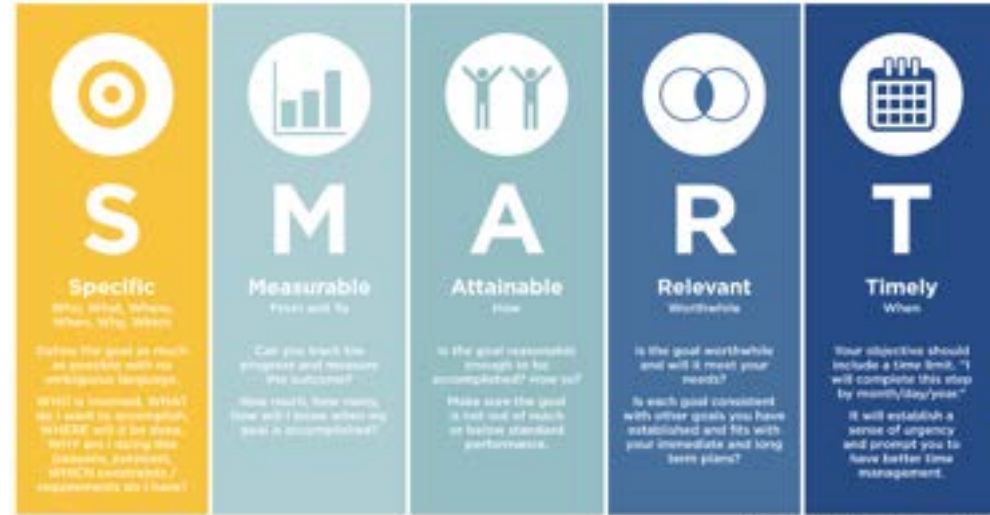 S
Specific
Who, What, Where,
When, Why, Which
Define the goal as much
as possible with no
ambiguous language.
WHO is involved, WHAT
do I want to accomplish,
WHERE will it be done,
WHY am I doing this
(reasons, purpose),
WHICH constraints /
requirements do I have?
M
Measurable
From and To
Can you track the
progress and measure
the outcome?
How much, how many,
how will I know when my
goal is accomplished?
A
Attainable
How
Is the goal reasonable
enough to be
accomplished? How so?
Make sure the goal
is not out of reach
or below standard
performance.
R
Relevant
Worthwhile
Is the goal worthwhile
and will it meet your
needs?
Is each goal consistent
with other goals you have
established and fits with
your immediate and long
term plans?
T
Timely
When
Your objective should
include a time limit. "I
will complete this step
by month/day/year."
It will establish a
sense of urgency
and prompt you to
have better time
management.